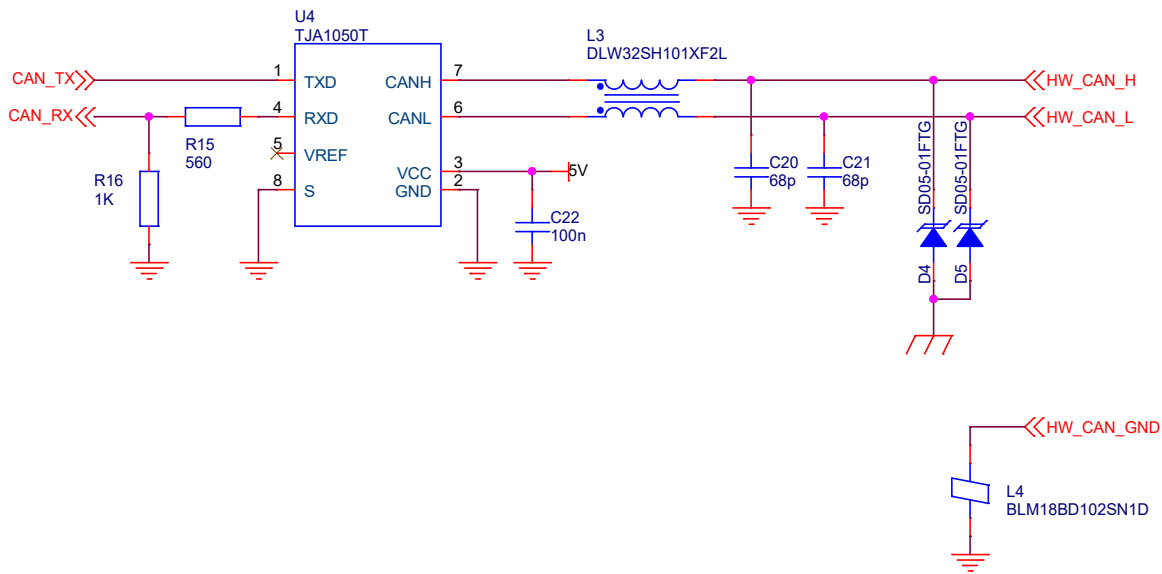 U4
TJA1050T
L3
DLW32SH101XF2L
CAN_TX
1
TXD
CANH
7
HW_CAN_H
CAN_RX
4
RXD
CANL
6
HW_CAN_L
R15
560
5
VREF
R16
1K
8
S
VCC
3
5V
GND
2
C22
100n
C20
68p
C21
68p
SD05-01FTG
SD05-01FTG
D4
D5
HW_CAN_GND
L4
BLM18BD102SN1D